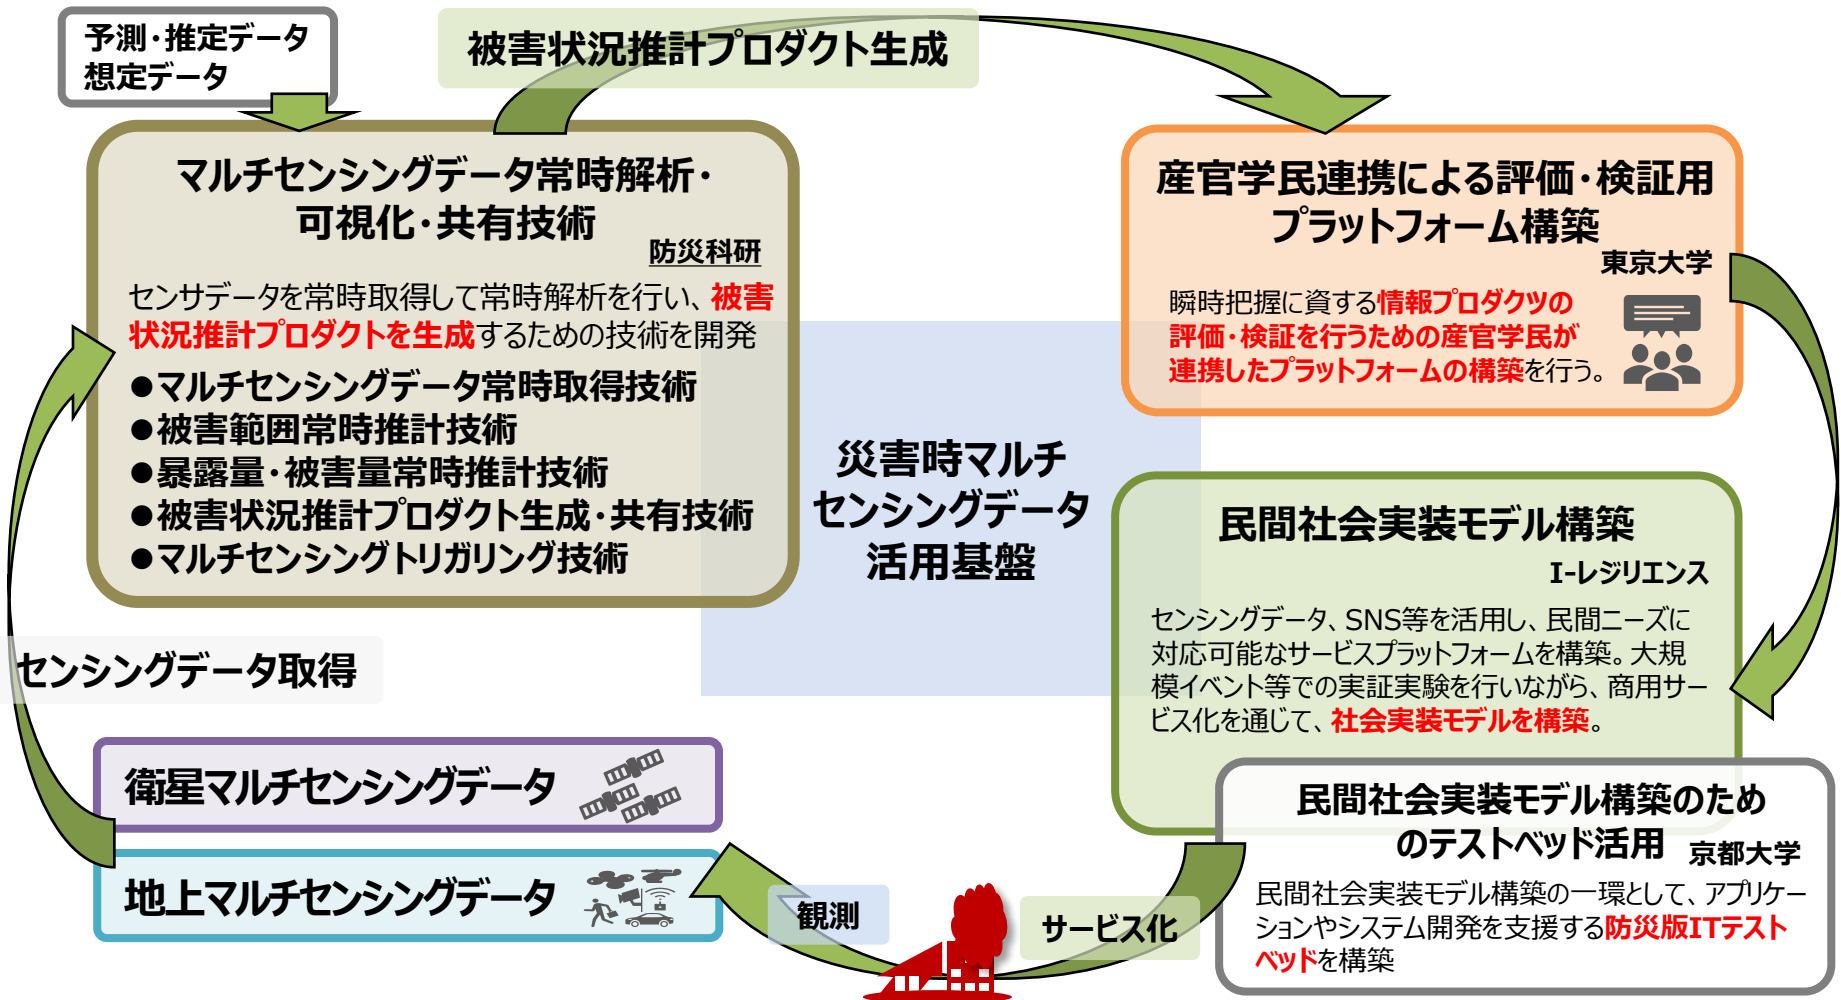 予測・推定データ
想定データ
被害状況推計プロダクト生成
マルチセンシングデータ常時解析・
可視化・共有技術
防災科研
センサデータを常時取得して常時解析を行い、被害
状況推計プロダクトを生成するための技術を開発
●マルチセンシングデータ常時取得技術
●被害範囲常時推計技術
●暴露量・被害量常時推計技術
●被害状況推計プロダクト生成・共有技術
●マルチセンシングトリガリング技術
産官学民連携による評価・検証用
プラットフォーム構築
東京大学
瞬時把握に資する情報プロダクツの
評価・検証を行うための産官学民が
連携したプラットフォームの構築を行う。
災害時マルチ
センシングデータ
活用基盤
民間社会実装モデル構築
I-レジリエンス
センシングデータ、SNS等を活用し、民間ニーズに
対応可能なサービスプラットフォームを構築。大規
模イベント等での実証実験を行いながら、商用サー
ビス化を通じて、社会実装モデルを構築。
センシングデータ取得
衛星マルチセンシングデータ
地上マルチセンシングデータ
観測
サービス化
民間社会実装モデル構築のため
のテストベッド活用
京都大学
民間社会実装モデル構築の一環として、アプリケー
ションやシステム開発を支援する防災版ITテスト
ベッドを構築